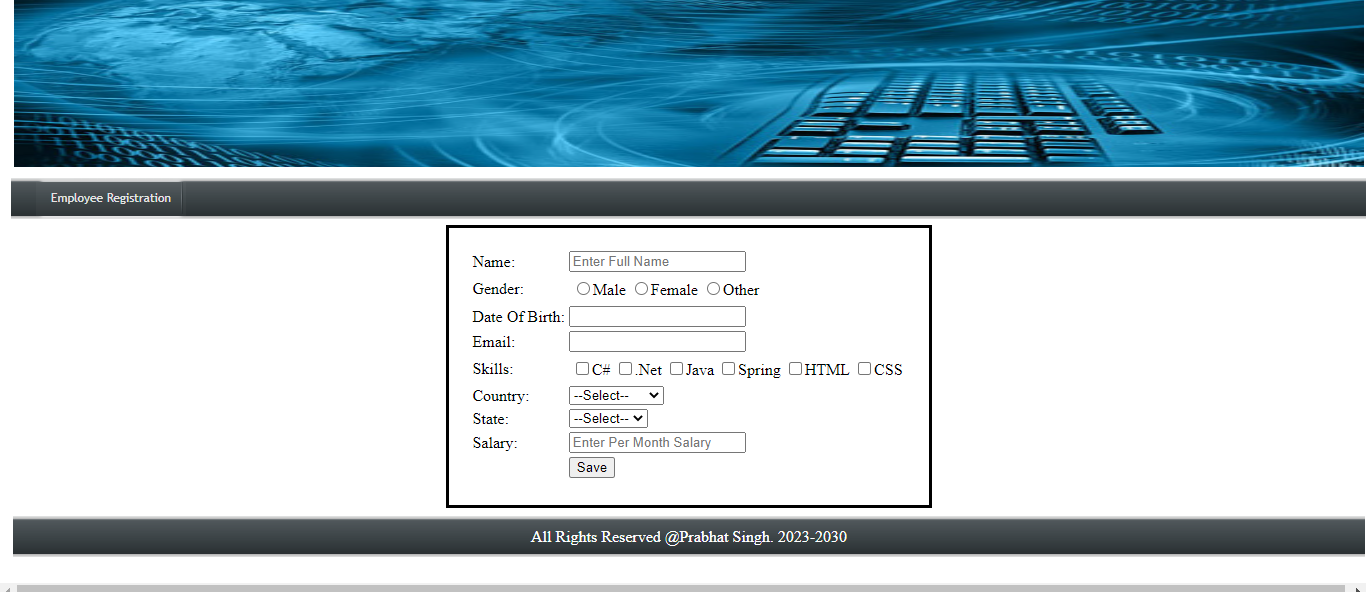 Employee Registration
Name: Enter Full Name
Gender: Male Female Other
Date Of Birth:
Email:
Skills: C# .Net Java Spring HTML CSS
Country: --Select--
State: --Select--
Salary: Enter Per Month Salary
Save
All Rights Reserved @Prabhat Singh. 2023-2030